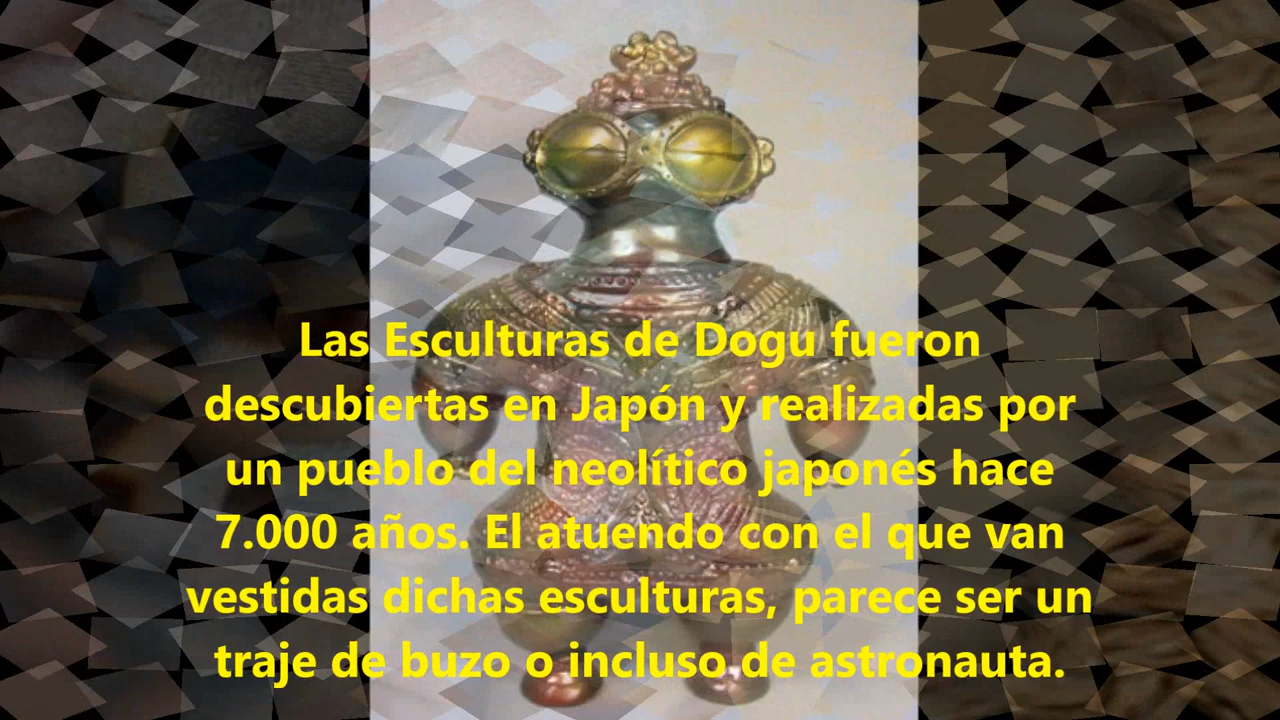 Las Esculturas de Dogu fueron
descubiertas en Japón y realizadas por
un pueblo del neolítico japonés hace
7.000 años. El atuendo con el que van
vestidas dichas esculturas, parece ser un
traje de buzo o incluso de astronauta.